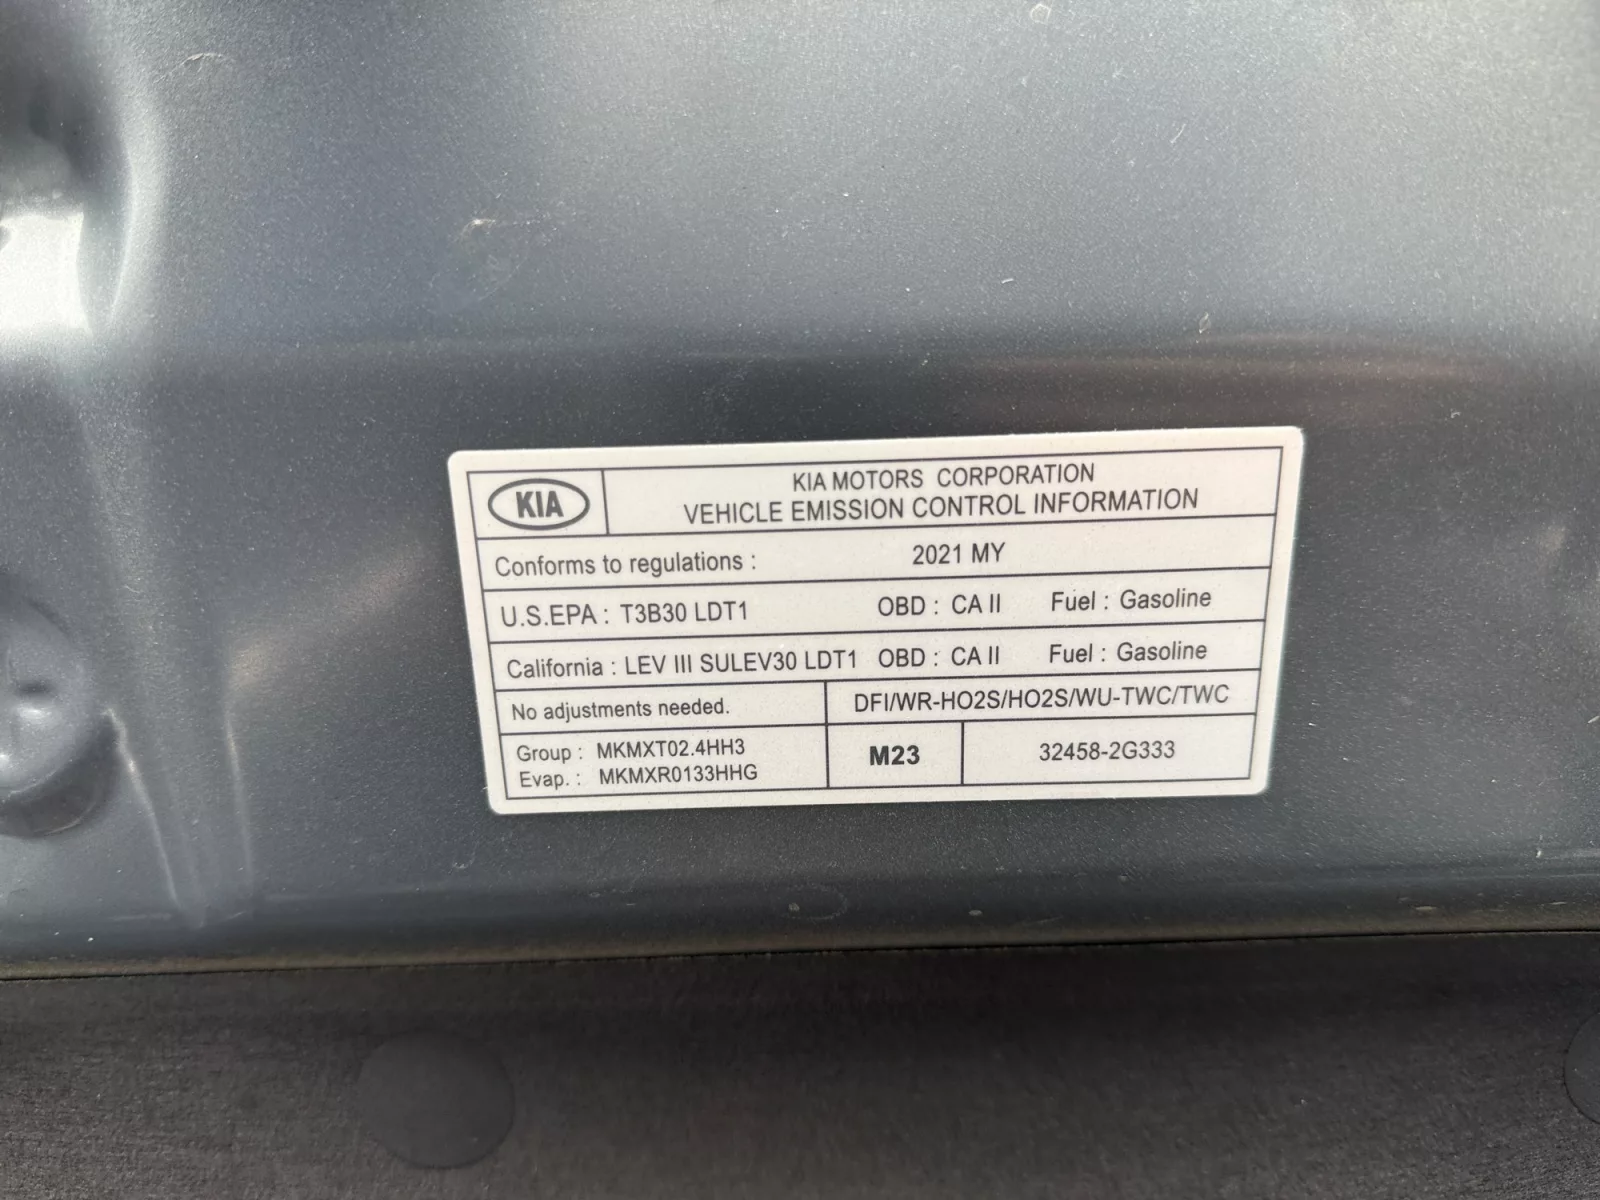 KIA
KIA MOTORS CORPORATION
VEHICLE EMISSION CONTROL INFORMATION
Conforms to regulations : 2021 MY
U.S.EPA : T3B30 LDT1 OBD : CA II Fuel : Gasoline
California : LEV III SULEV30 LDT1 OBD : CA II Fuel : Gasoline
No adjustments needed. DFI/WR-HO2S/HO2S/WU-TWC/TWC
Group : MKMXT02.4HH3
Evap. : MKMXR0133HHG
M23
32458-2G333